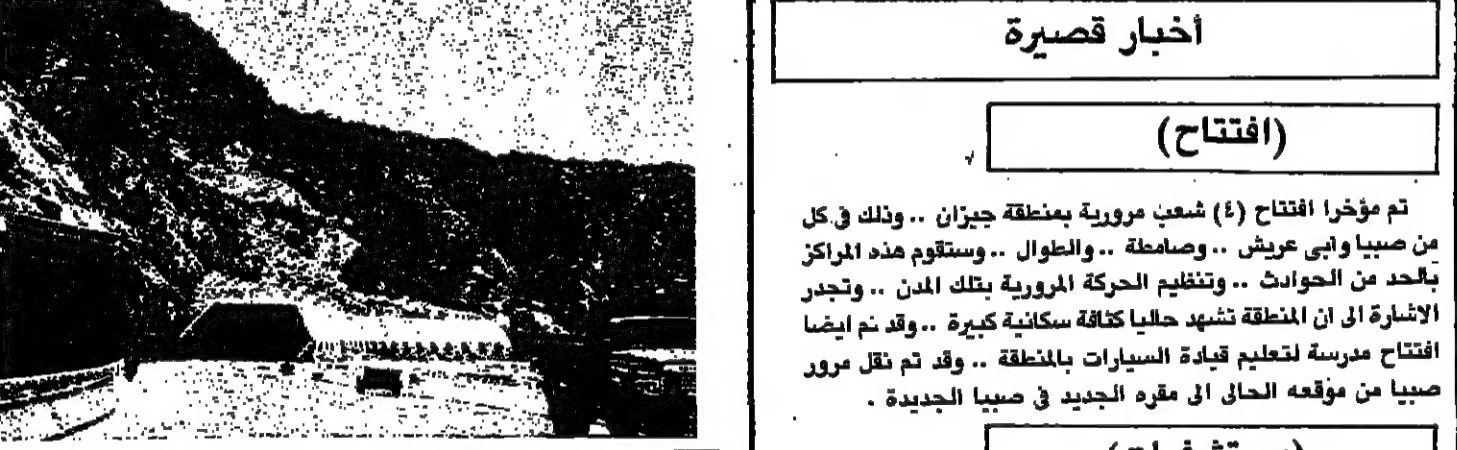 أخبار قصيرة
(افتتاح)
تم مؤخرا افتتاح (٤) شعب مرورية بمنطقة جيزان .. وذلك في كل
من صبيا وابى عريش .. وصامطة .. والطوال .. وستقوم هذه المراكز
بالحد من الحوادث .. وتنظيم الحركة المرورية بتلك المدن .. وتجدر
الاشارة الى ان المنطقة تشهد حاليا كثافة سكانية كبيرة .. وقد تم ايضا
افتتاح مدرسة لتعليم قيادة السيارات بالمنطقة .. وقد تم نقل مرور
صبيا من موقعه الحالى الى مقره الجديد في صبيا الجديدة .